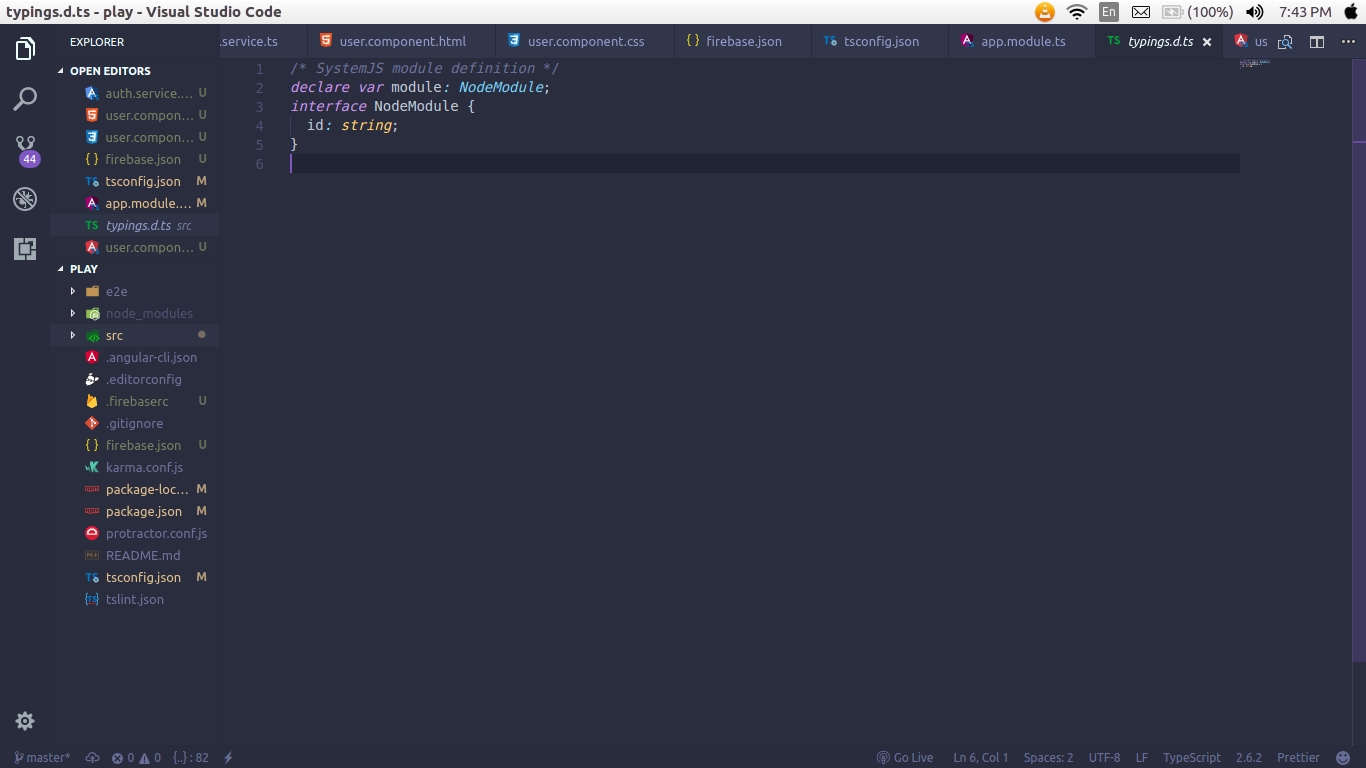 typings.d.ts - play - Visual Studio Code
En
(100%)
7:43 PM
EXPLORER
.service.ts
user.component.html
user.component.css
firebase.json
tsconfig.json
app.module.ts
TS typings.d.ts
us
OPEN EDITORS
auth.service.... U
user.compon... U
user.compon... U
{ } firebase.json U
TS tsconfig.json M
app.module.... M
TS typings.d.ts src
user.compon... U
PLAY
e2e
node_modules
src
.angular-cli.json
.editorconfig
.firebaserc U
.gitignore
{ } firebase.json U
karma.conf.js
package-loc... M
package.json M
protractor.conf.js
README.md
TS tsconfig.json M
tslint.json
44
1 /* SystemJS module definition */
2 declare var module: NodeModule;
3 interface NodeModule {
4 id: string;
5 }
6
master*
0
0
{..} : 82
Go Live
Ln 6, Col 1
Spaces: 2
UTF-8
LF
TypeScript
2.6.2
Prettier